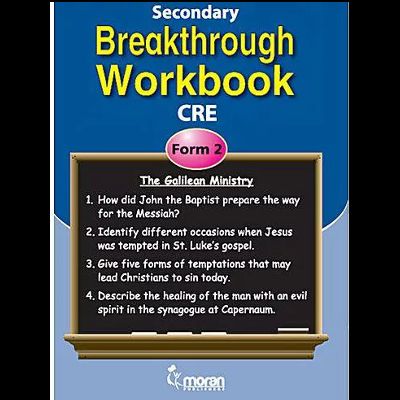 Secondary
Breakthrough
Workbook
CRE
Form 2
The Galilean Ministry
1. How did John the Baptist prepare the way
for the Messiah?
2. Identify different occasions when Jesus
was tempted in St. Luke's gospel.
3. Give five forms of temptations that may
lead Christians to sin today.
4. Describe the healing of the man with an evil
spirit in the synagogue at Capernaum.
moran
PUBLISHERS